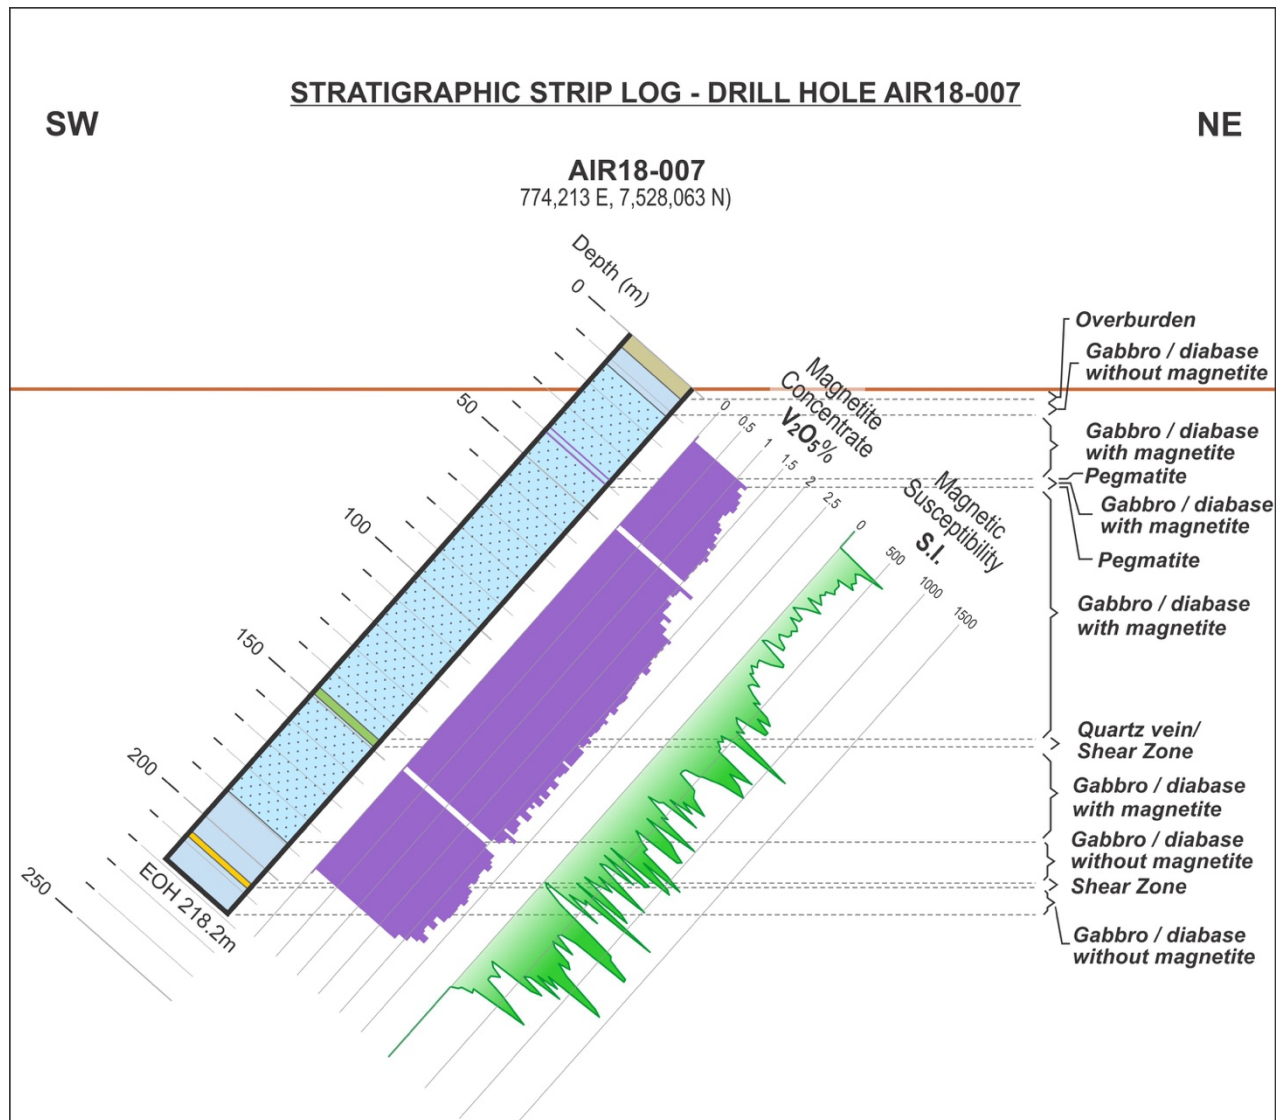 STRATIGRAPHIC STRIP LOG - DRILL HOLE AIR18-007
SW
NE
AIR18-007
774,213 E, 7,528,063 N)
Depth (m)
0
50
100
150
200
250
EOH 218.2m
Magnetite
Concentrate
V₂O₅%
0
0.5
1
1.5
2
2.5
Magnetic
Susceptibility
S.I.
0
500
1000
1500
Overburden
Gabbro / diabase
without magnetite
Gabbro / diabase
with magnetite
Pegmatite
Gabbro / diabase
with magnetite
Pegmatite
Gabbro / diabase
with magnetite
Quartz vein/
Shear Zone
Gabbro / diabase
with magnetite
Gabbro / diabase
without magnetite
Shear Zone
Gabbro / diabase
without magnetite